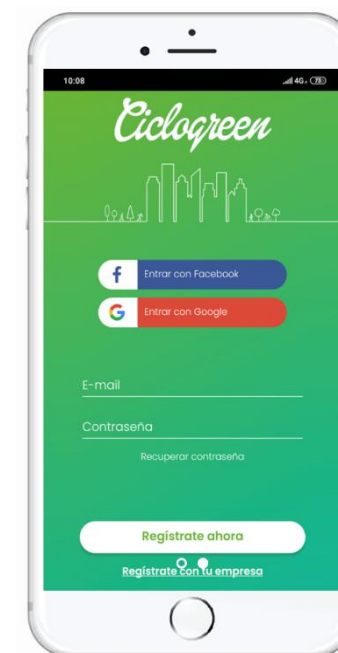 10:08 4G 73
Ciclogreen
f Entrar con Facebook
G Entrar con Google
E-mail
Contraseña
Recuperar contraseña
Regístrate ahora
Regístrate con tu empresa